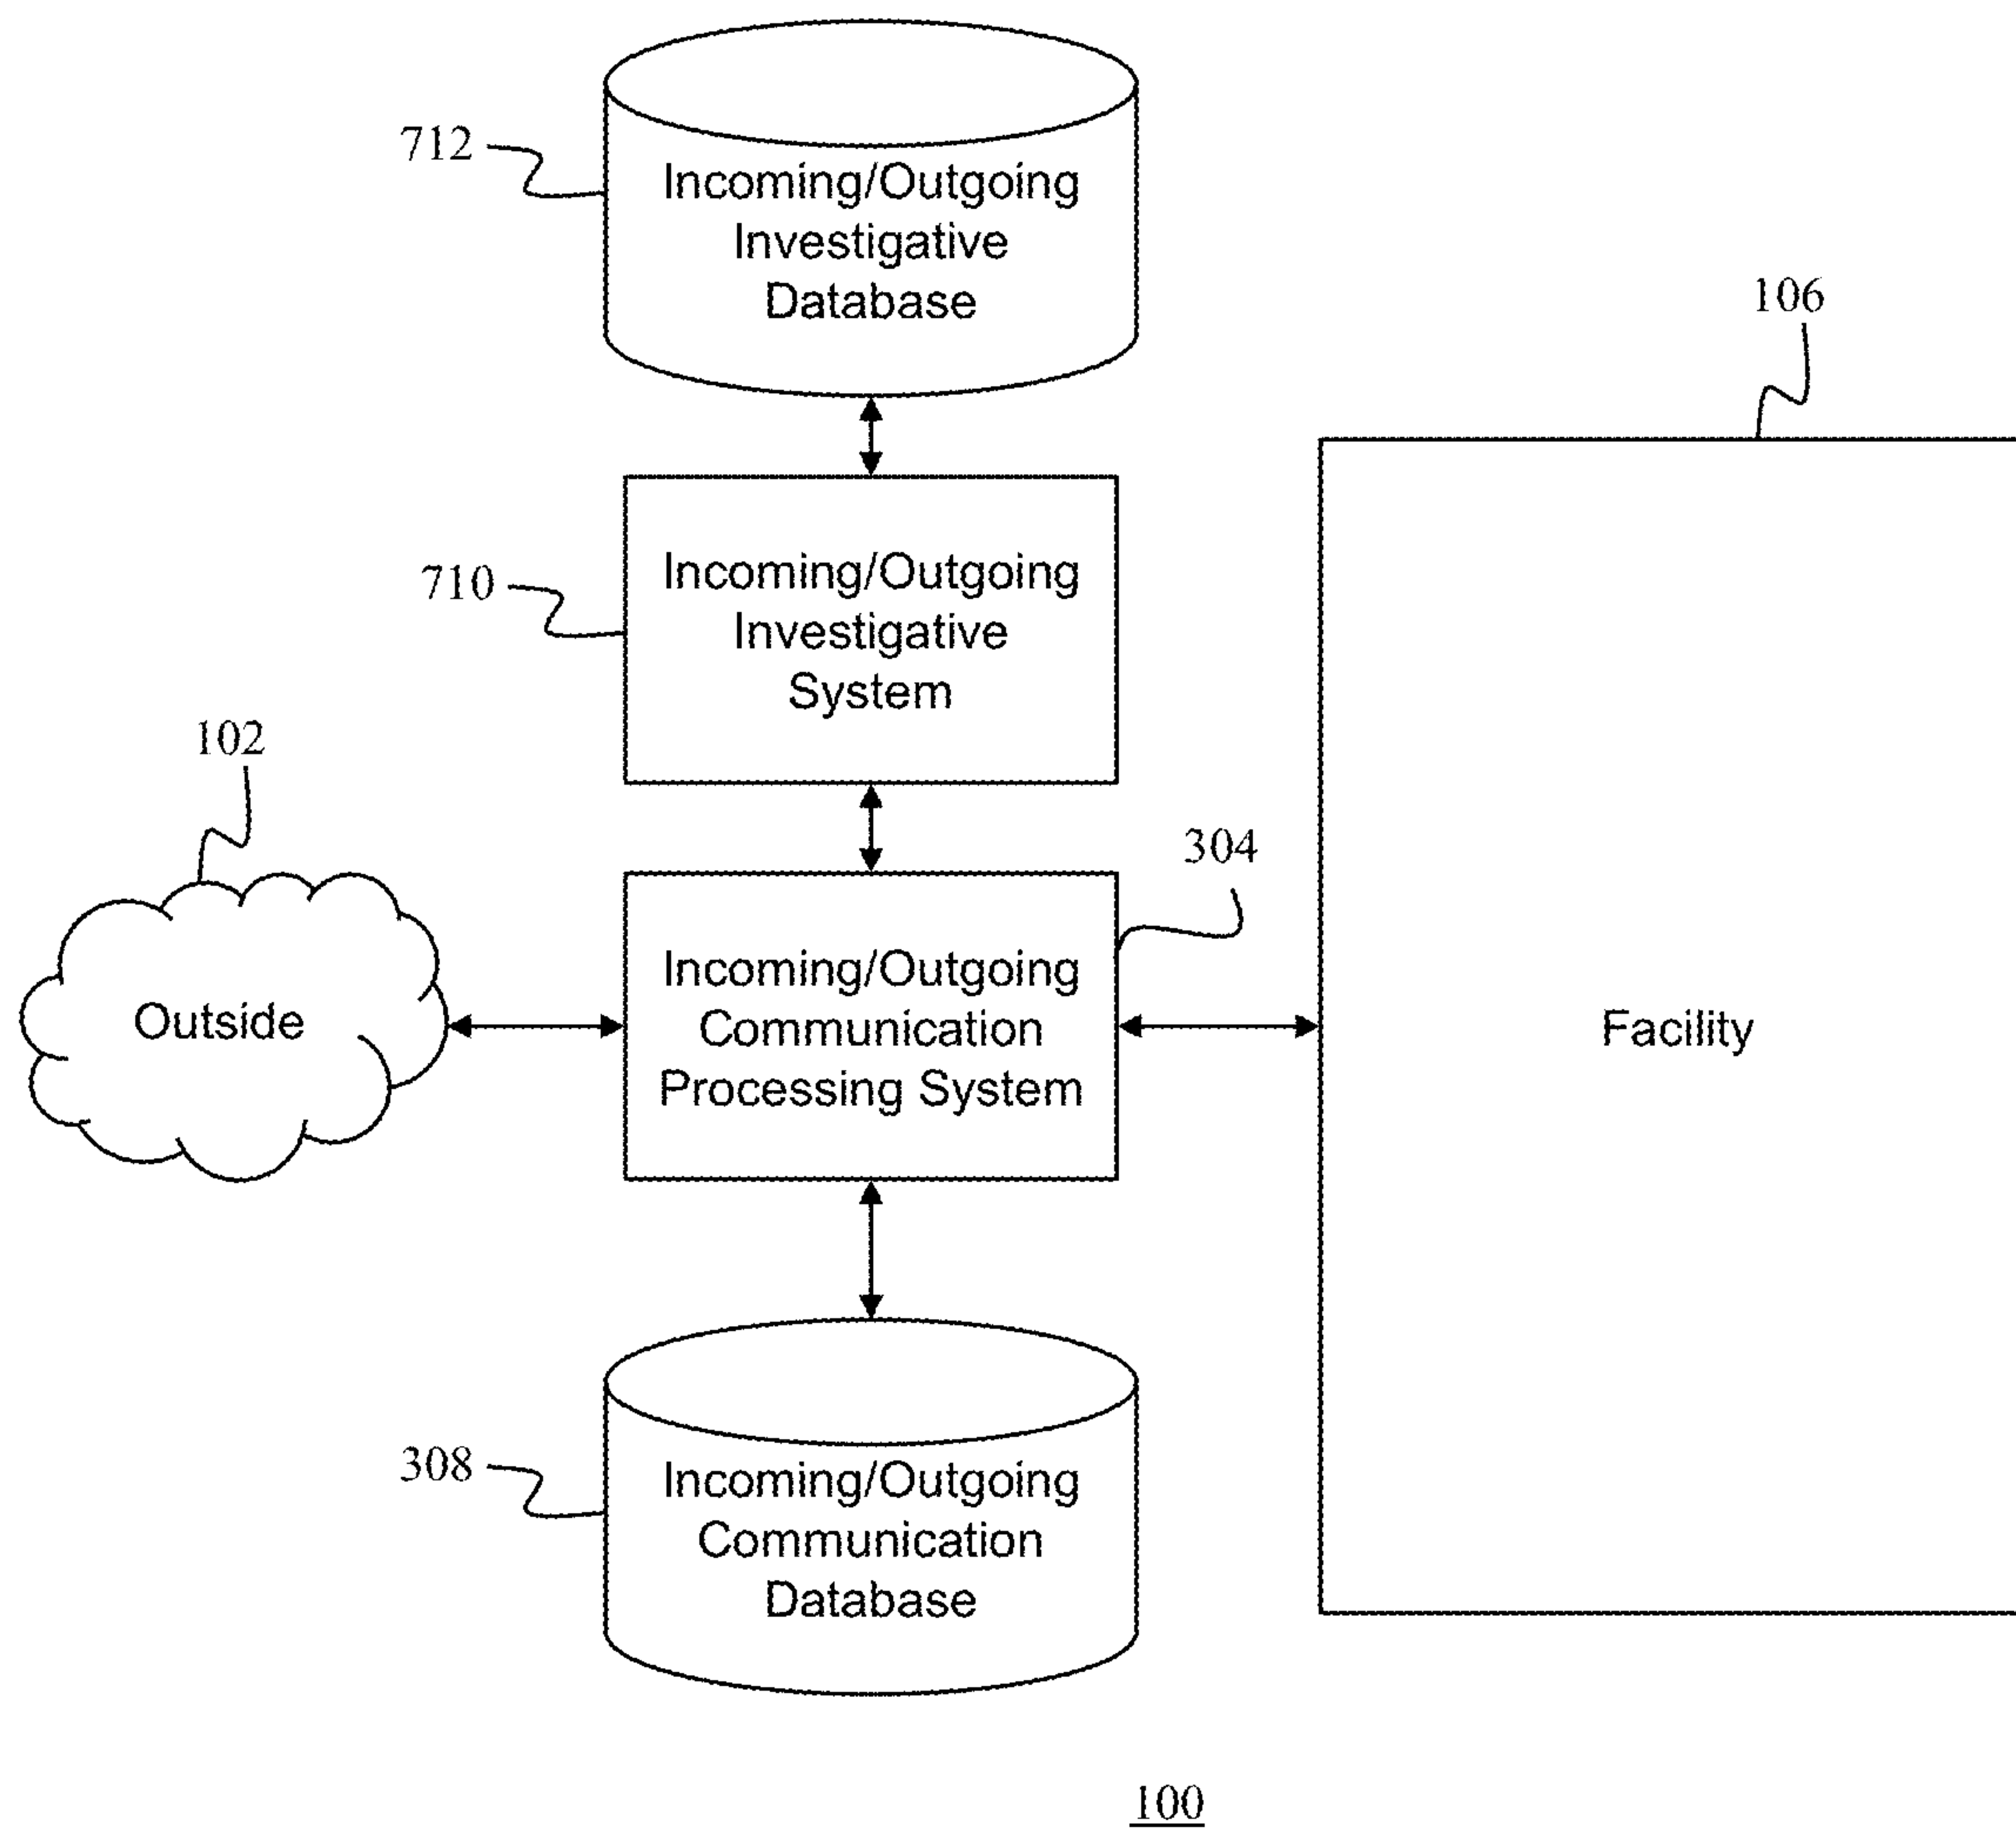 712
Incoming/Outgoing
Investigative
Database
106
710
Incoming/Outgoing
Investigative
System
102
304
Outside
Incoming/Outgoing
Communication
Processing System
Facility
308
Incoming/Outgoing
Communication
Database
100